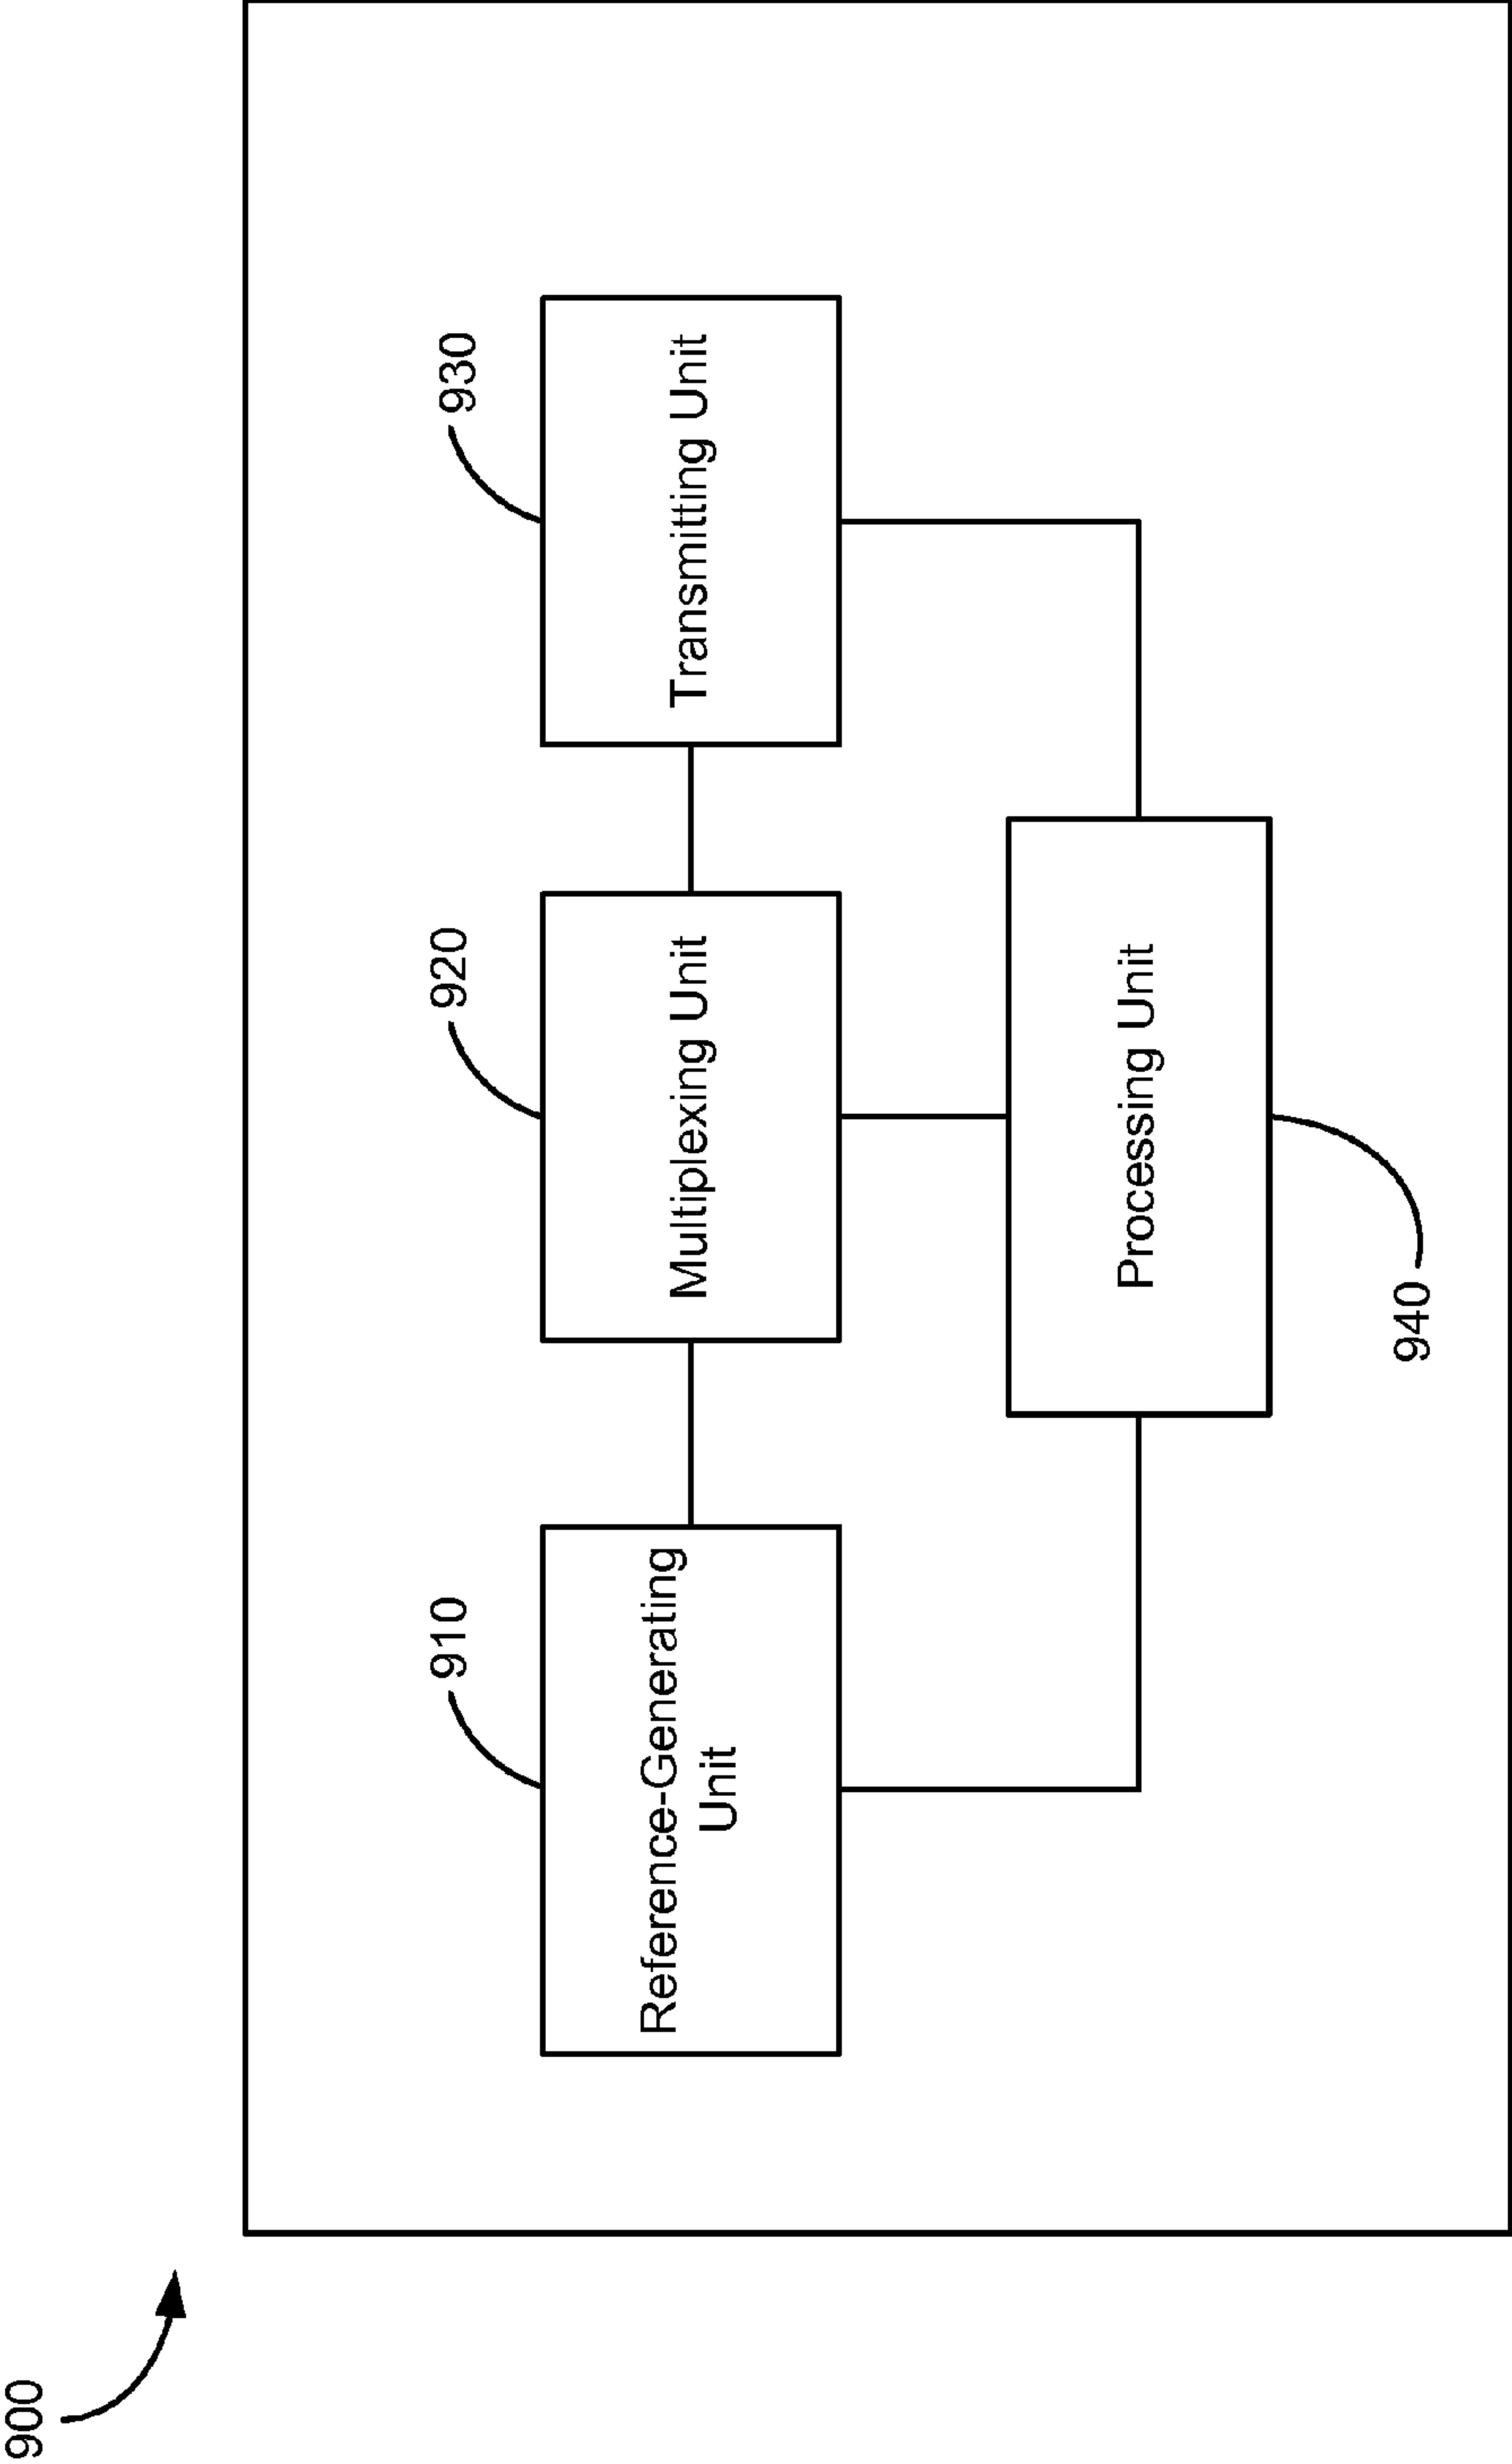 900
910
920
930
Reference-Generating
Unit
Multiplexing Unit
Transmitting Unit
Processing Unit
940